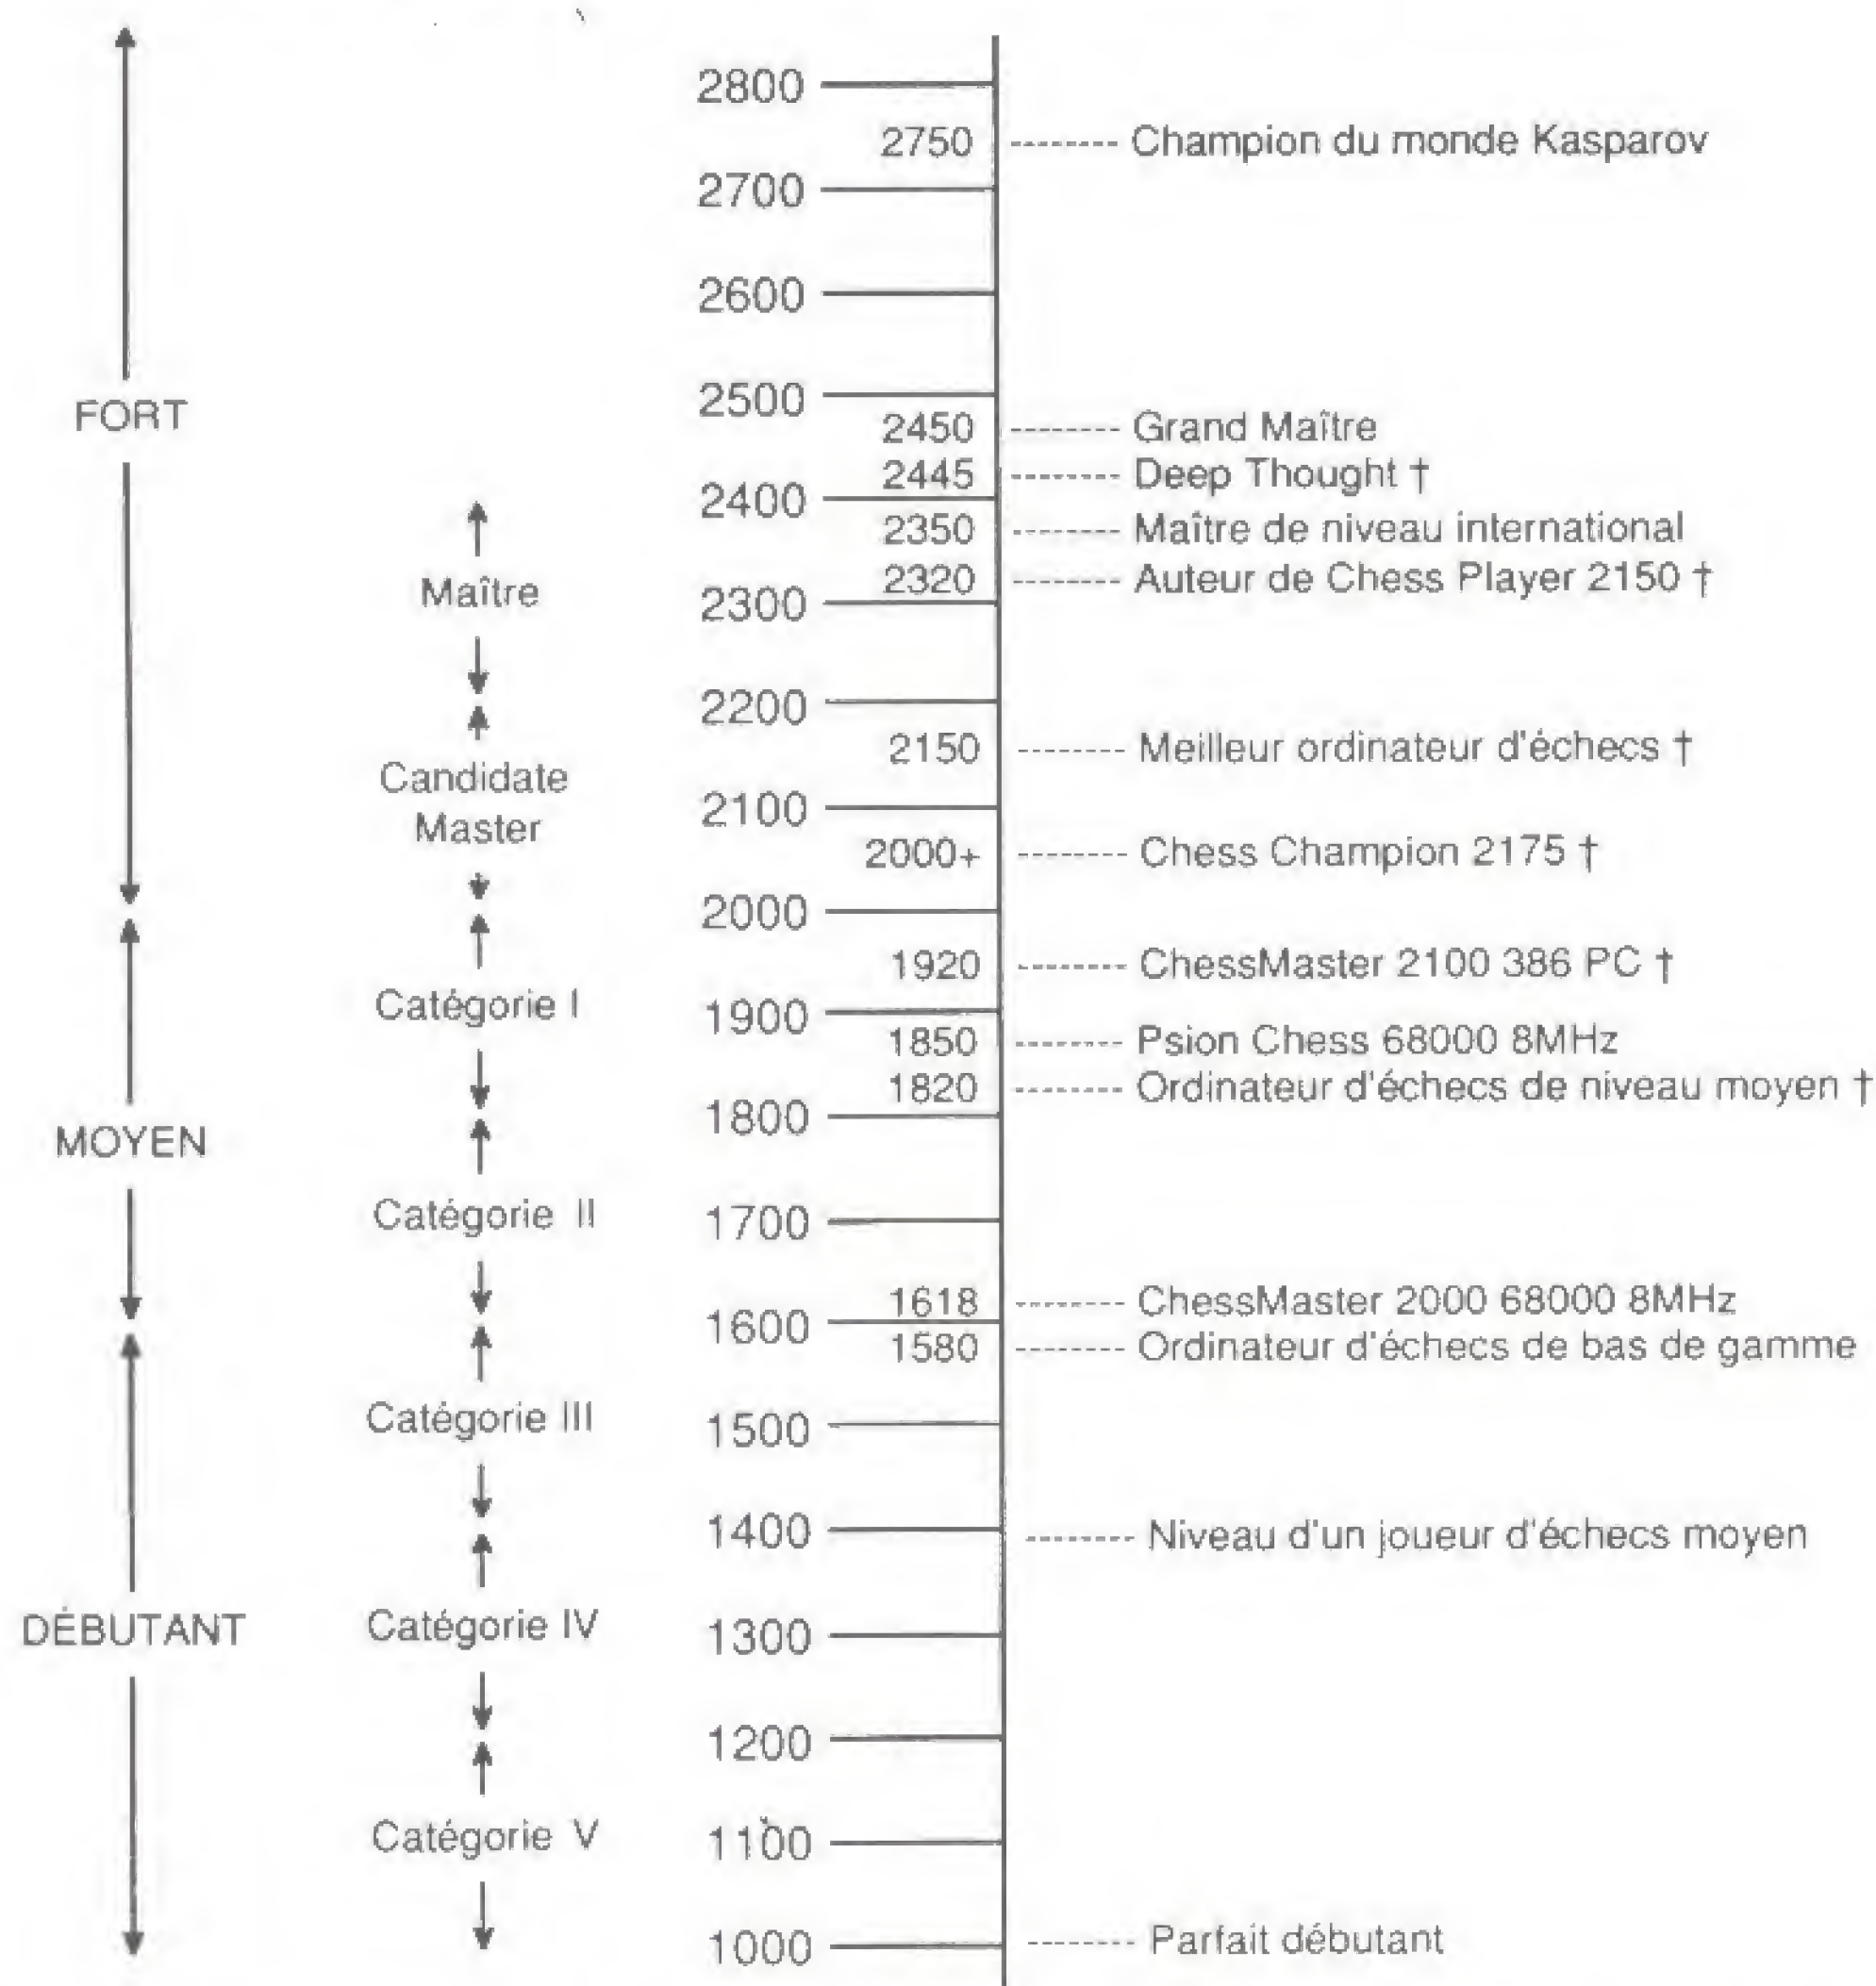 2800
2750 Champion du monde Kasparov
2700
2600
2500
FORT
2450 Grand Maître
2445 Deep Thought †
2400
2350 Maître de niveau international
2320 Auteur de Chess Player 2150 †
Maître
2300
2200
2150 Meilleur ordinateur d'échecs †
Candidate
Master
2100
2000+ Chess Champion 2175 †
2000
1920 ChessMaster 2100 386 PC †
Catégorie I
1900
1850 Psion Chess 68000 8MHz
1820 Ordinateur d'échecs de niveau moyen †
1800
MOYEN
Catégorie II
1700
1618 ChessMaster 2000 68000 8MHz
1600
1580 Ordinateur d'échecs de bas de gamme
Catégorie III
1500
1400
Niveau d'un joueur d'échecs moyen
DÉBUTANT
Catégorie IV
1300
1200
Catégorie V
1100
1000
Parfait débutant